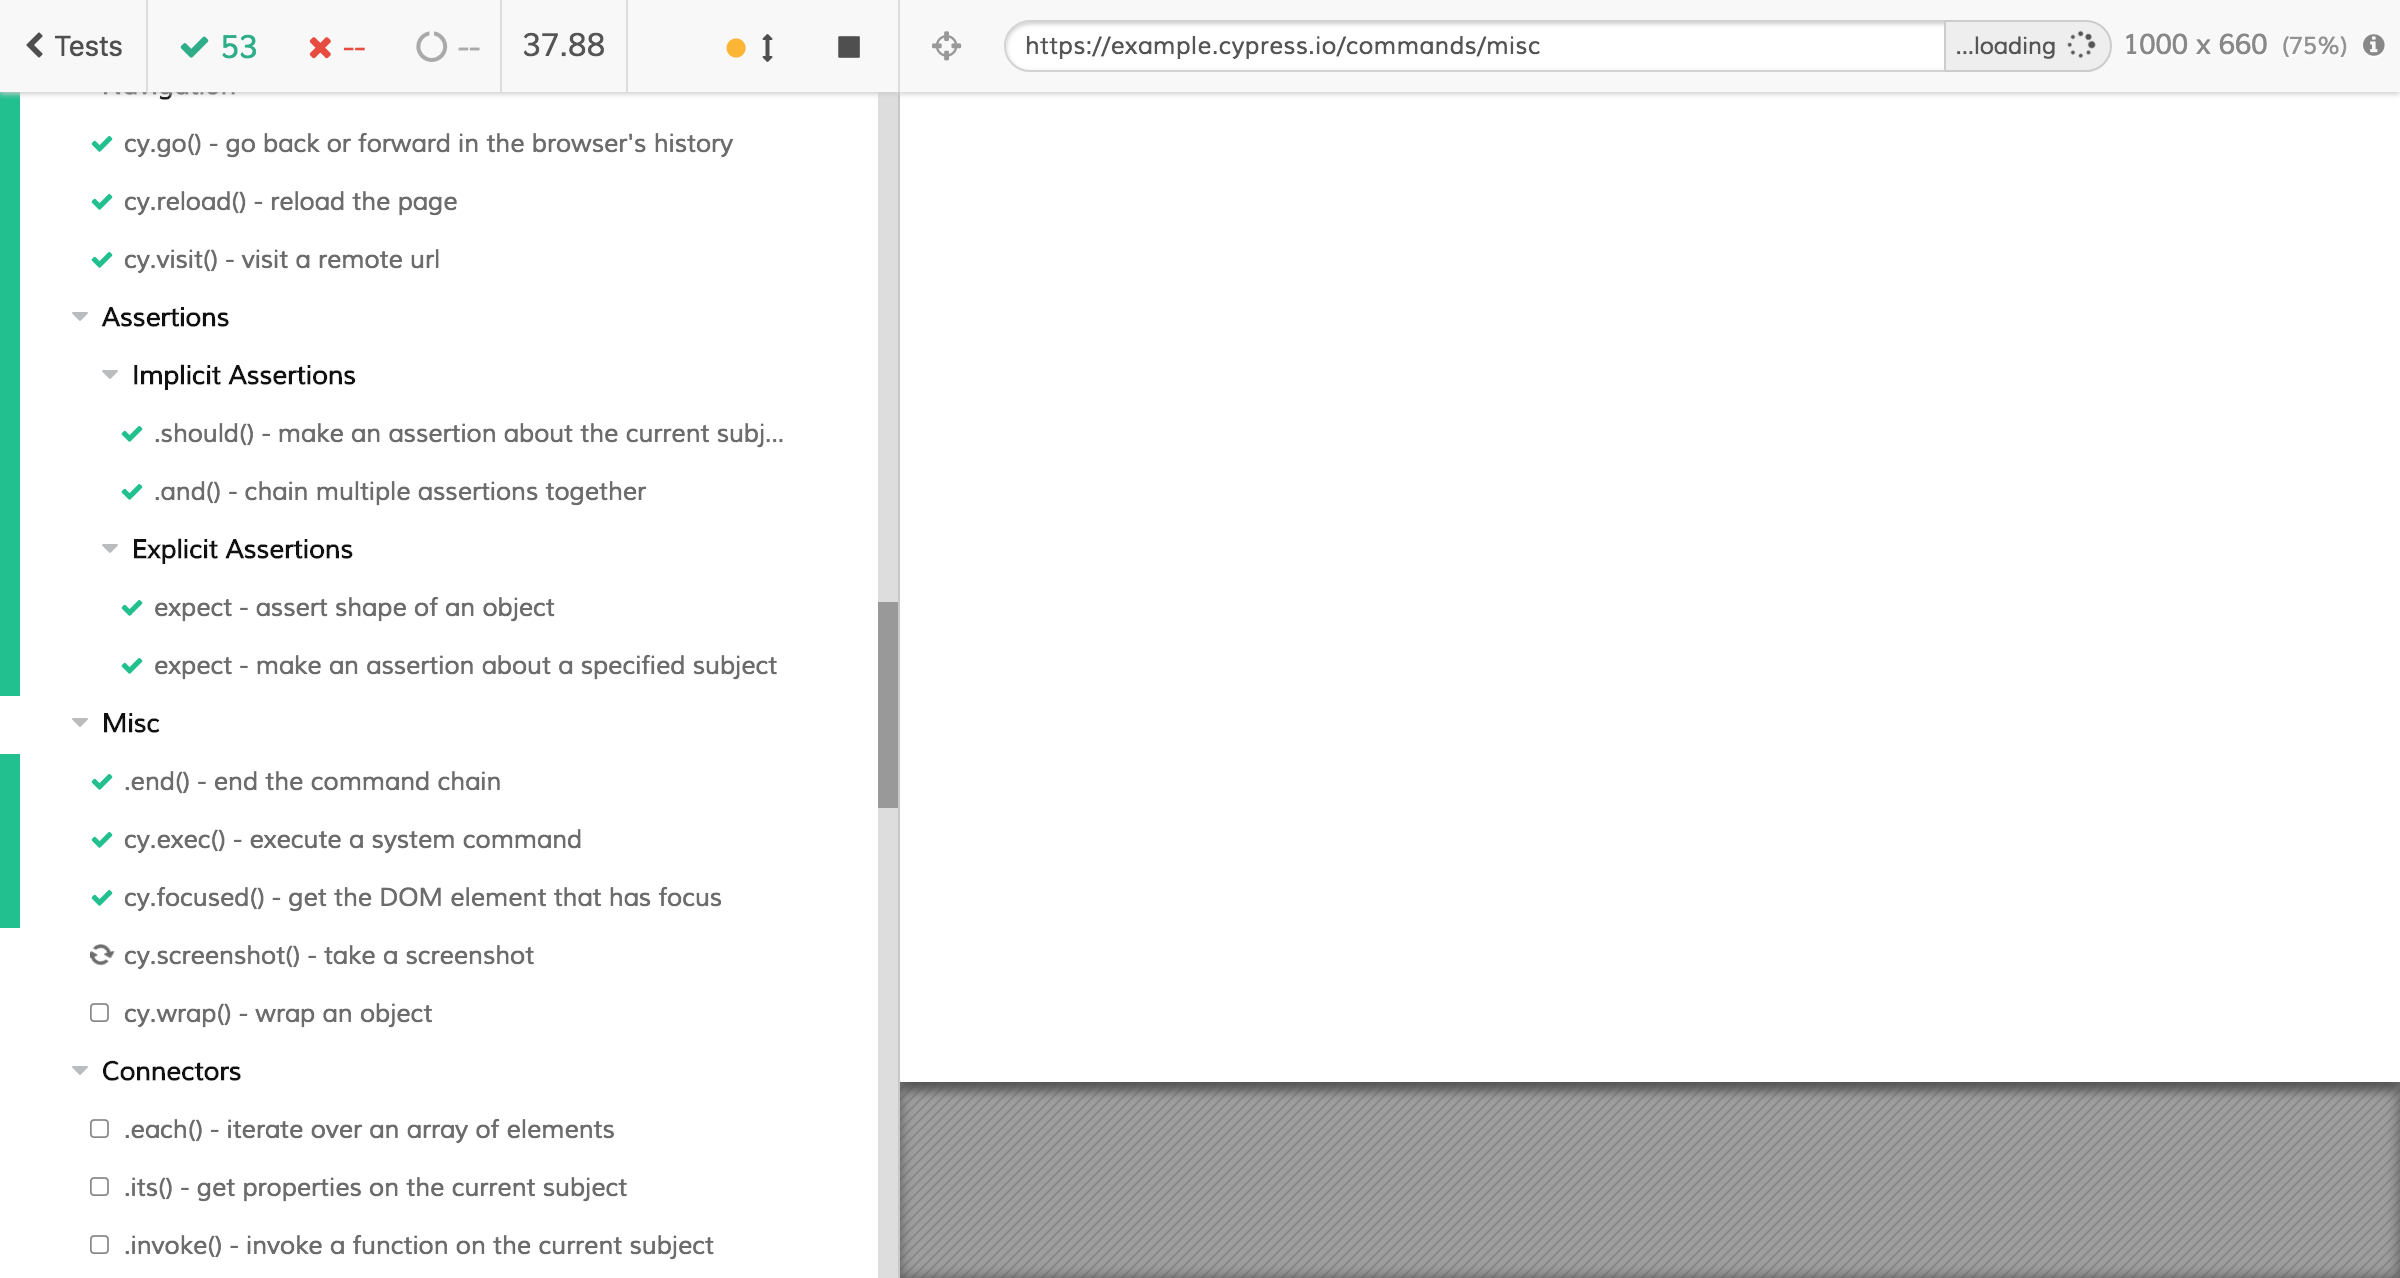 Tests 53 -- -- 37.88
https://example.cypress.io/commands/misc ...loading 1000 x 660 (75%)
Navigation
cy.go() - go back or forward in the browser's history
cy.reload() - reload the page
cy.visit() - visit a remote url
Assertions
Implicit Assertions
.should() - make an assertion about the current subj...
.and() - chain multiple assertions together
Explicit Assertions
expect - assert shape of an object
expect - make an assertion about a specified subject
Misc
.end() - end the command chain
cy.exec() - execute a system command
cy.focused() - get the DOM element that has focus
cy.screenshot() - take a screenshot
cy.wrap() - wrap an object
Connectors
.each() - iterate over an array of elements
.its() - get properties on the current subject
.invoke() - invoke a function on the current subject